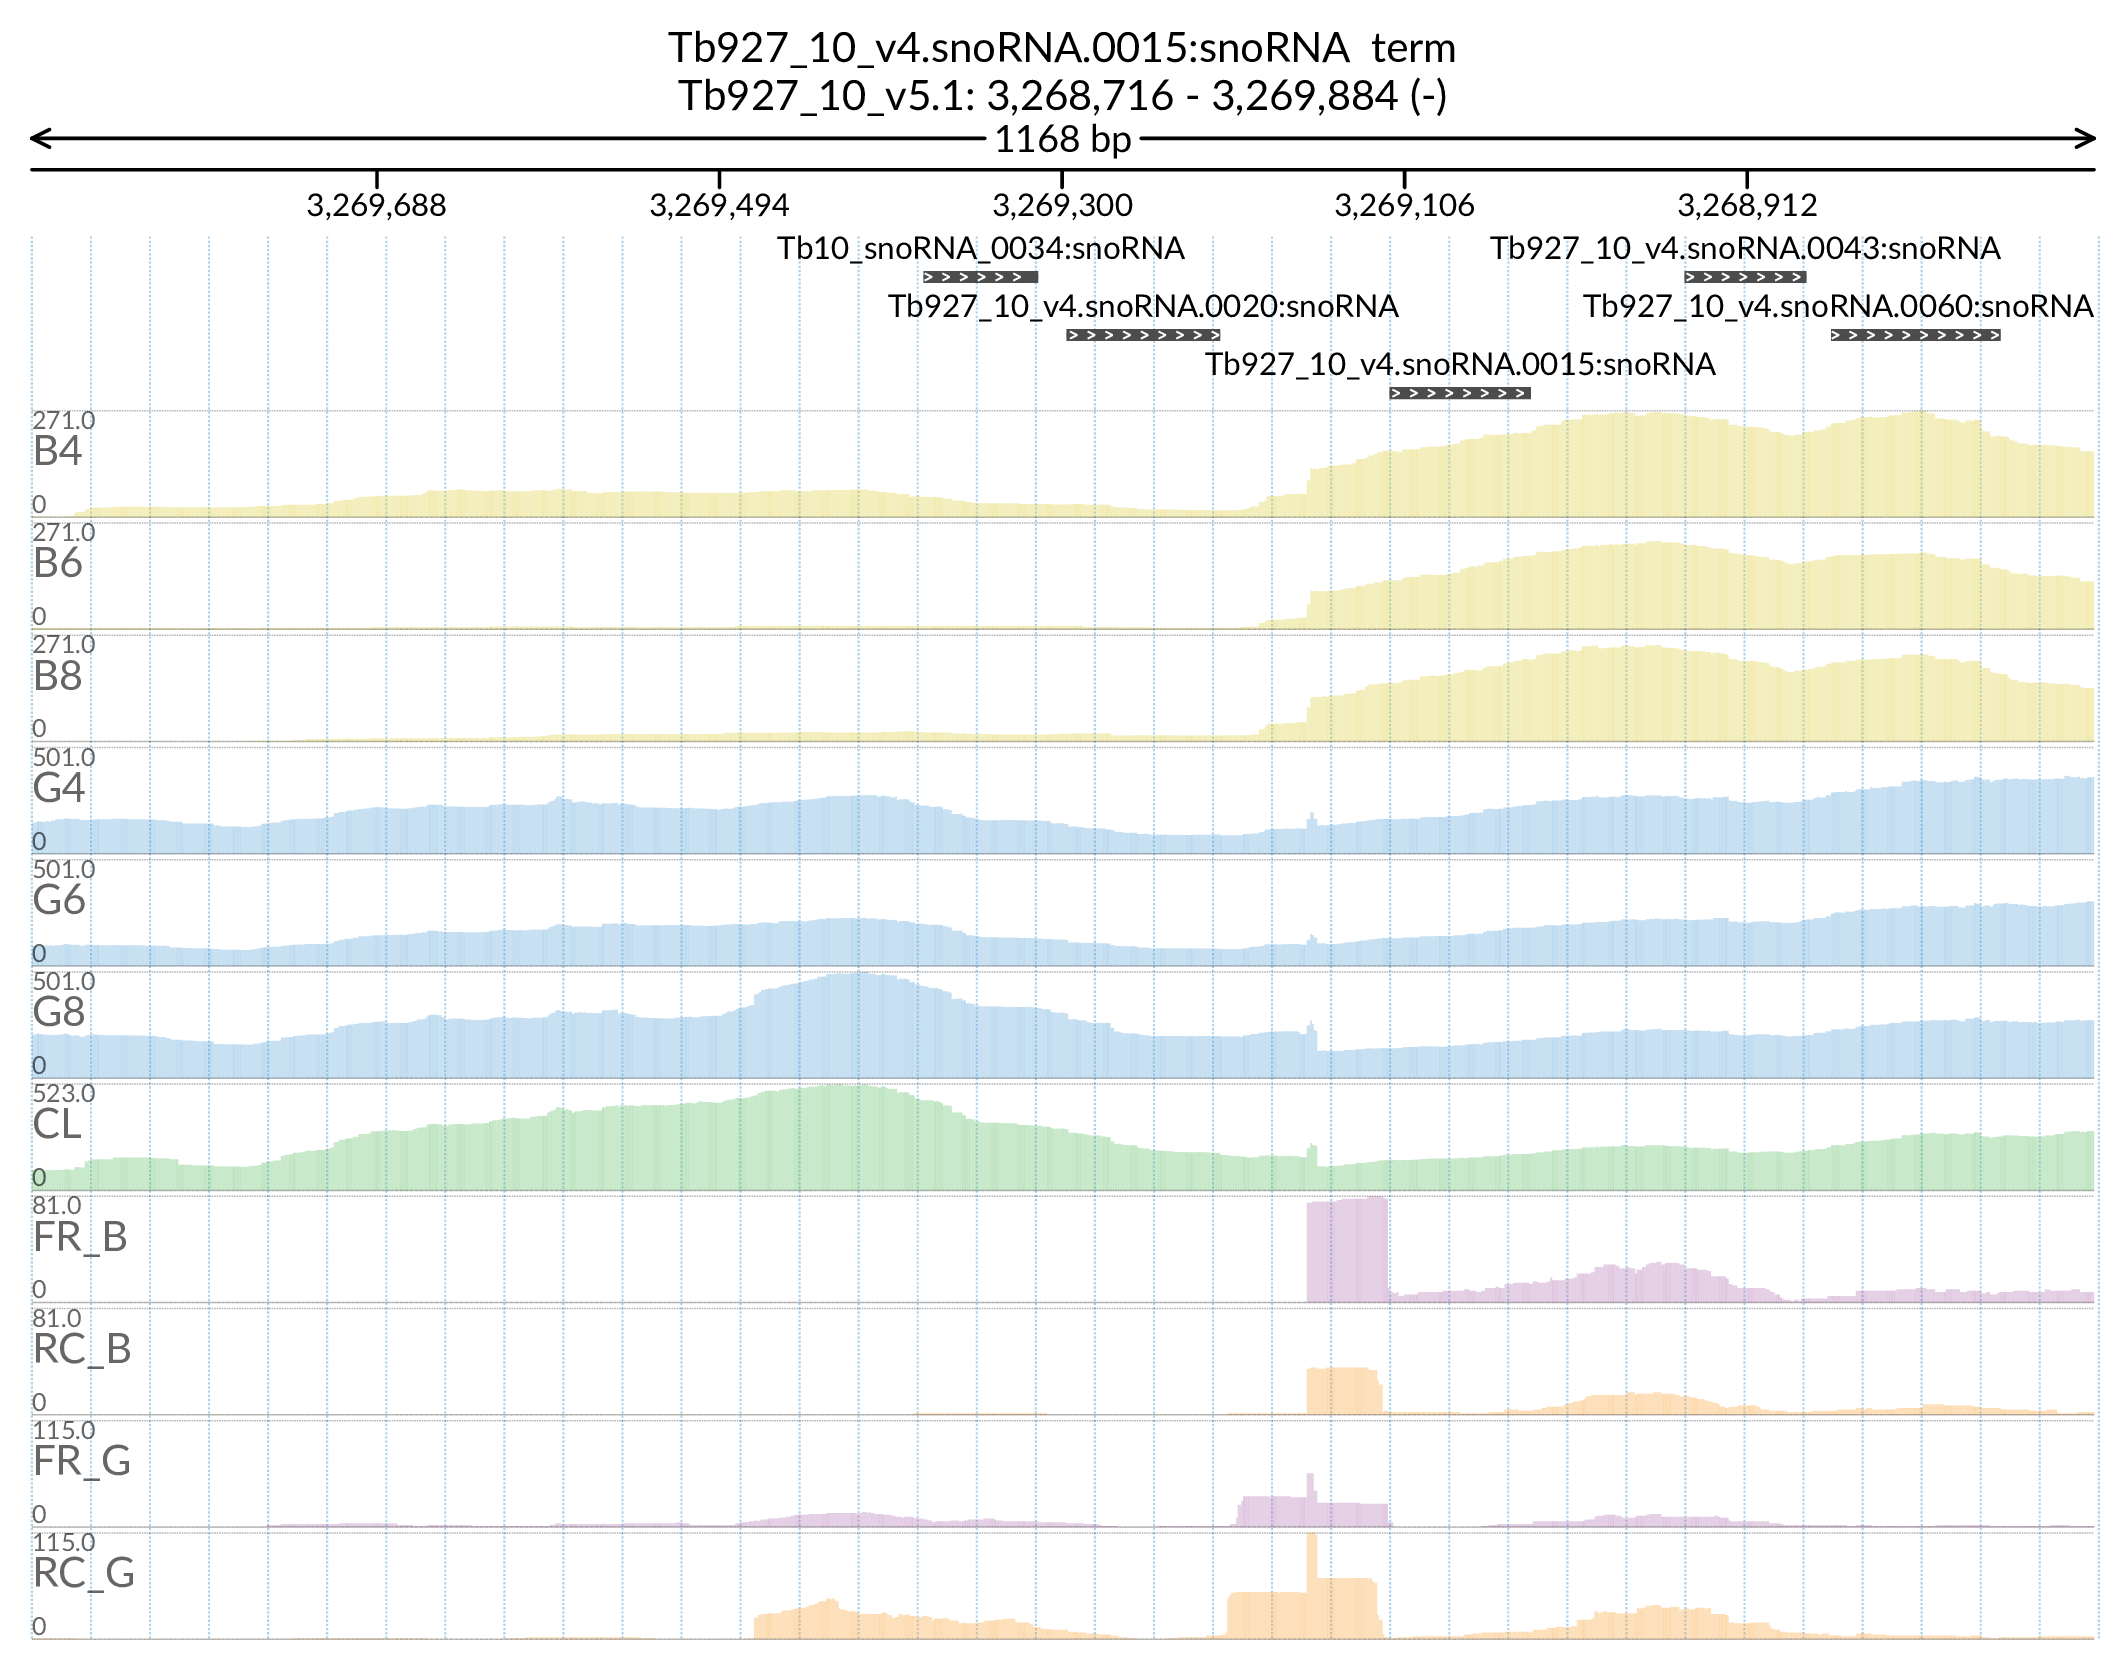 Tb927_10_v4.snoRNA.0015:snoRNA term
Tb927_10_v5.1: 3,268,716 - 3,269,884 (-)
1168 bp
3,269,688 3,269,494 3,269,300 3,269,106 3,268,912
Tb10_snoRNA_0034:snoRNA Tb927_10_v4.snoRNA.0043:snoRNA
Tb927_10_v4.snoRNA.0020:snoRNA Tb927_10_v4.snoRNA.0060:snoRNA
Tb927_10_v4.snoRNA.0015:snoRNA
271.0
B4
0
271.0
B6
0
271.0
B8
0
501.0
G4
0
501.0
G6
0
501.0
G8
0
523.0
CL
0
81.0
FR_B
0
81.0
RC_B
0
115.0
FR_G
0
115.0
RC_G
0